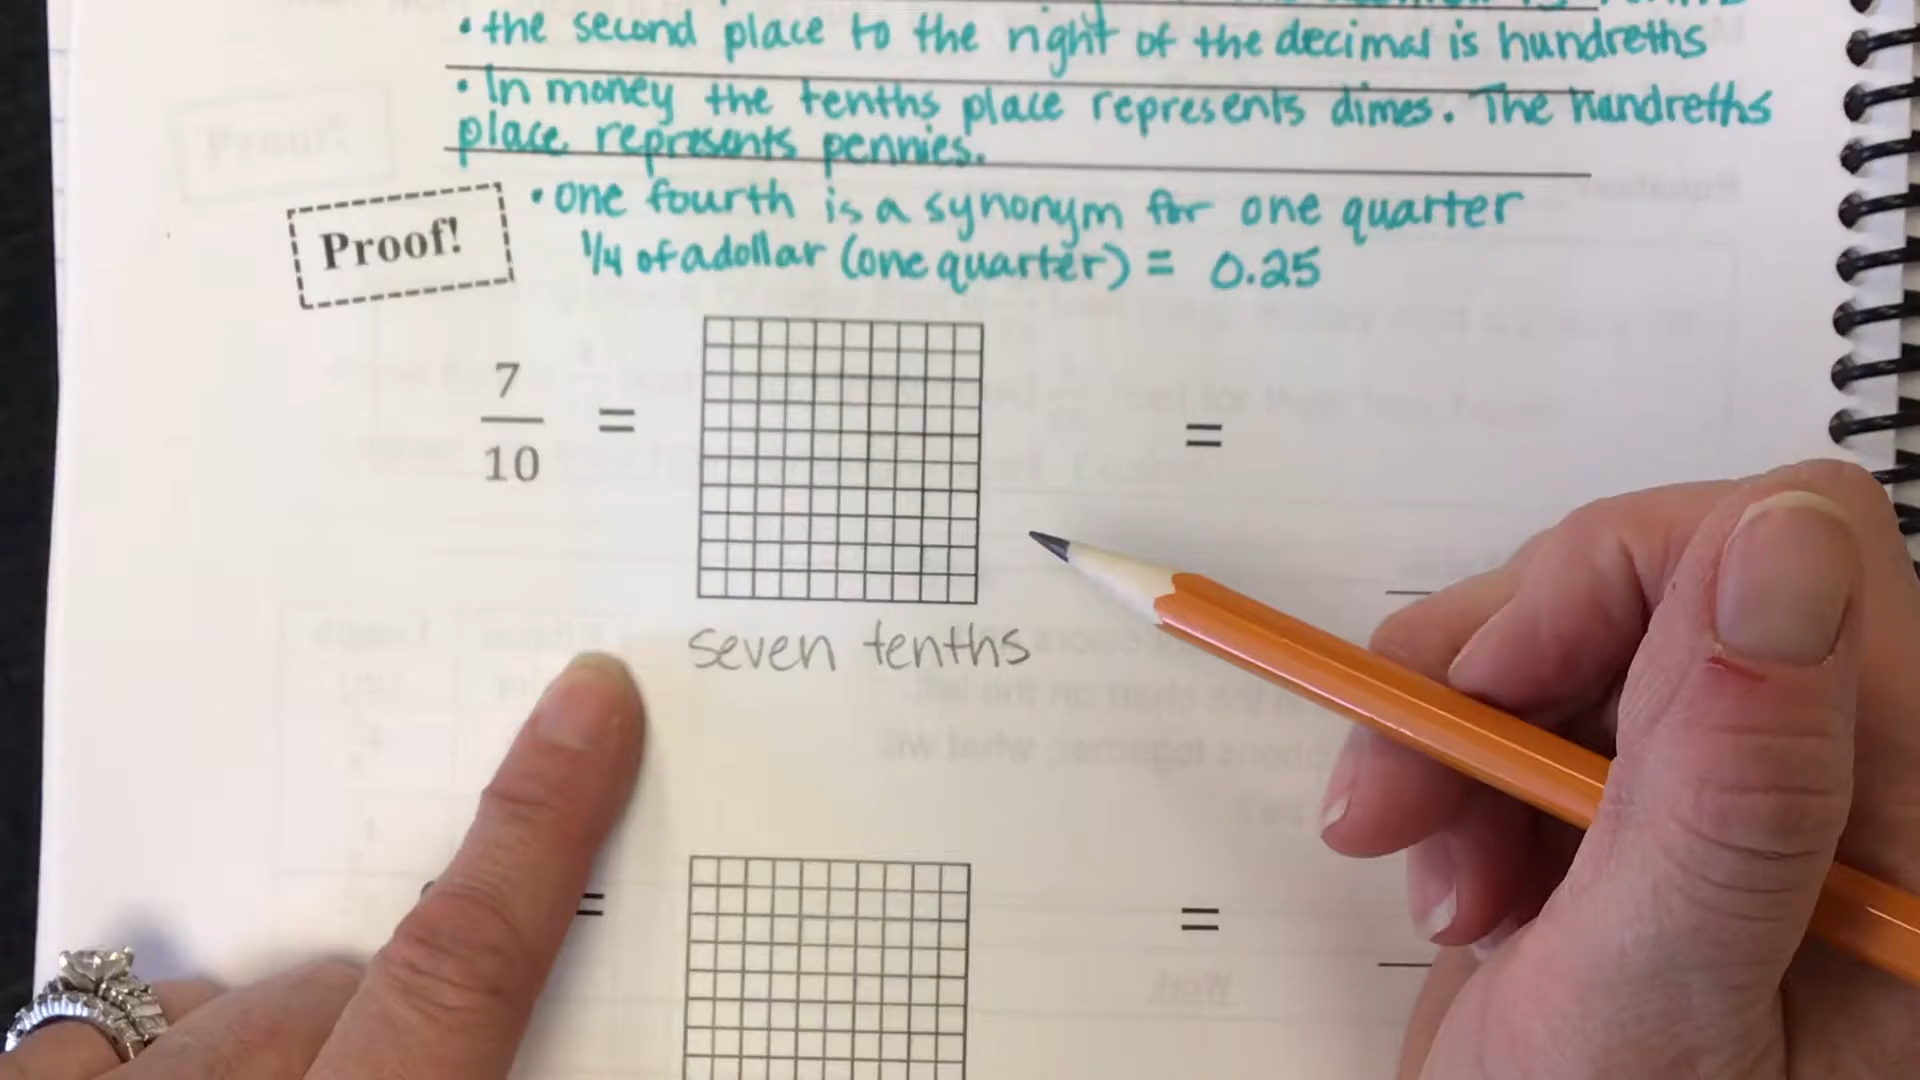 • the second place to the right of the decimal is hundreths
• In money the tenths place represents dimes. The hundreths
place represents pennies.
Proof!
• one fourth is a synonym for one quarter
1/4 of a dollar (one quarter) = 0.25
7
10
=
=
seven tenths
=
=